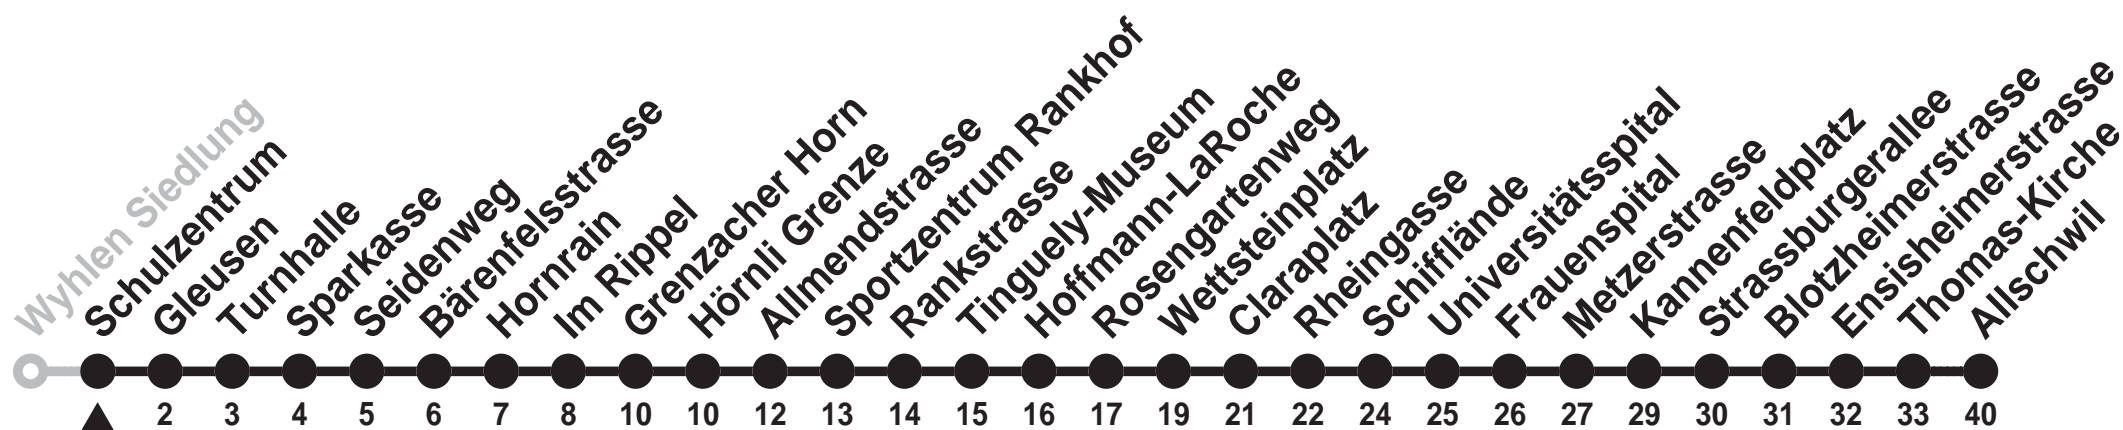 Wyhlen Siedlung
Schulzentrum
Gleusen
Turnhalle
Sparkasse
Seidenweg
Bärenfelsstrasse
Hornrain
Im Rippel
Grenzacher Horn
Hörnli Grenze
Allmendstrasse
Sportzentrum Rankhof
Rankstrasse
Tinguely-Museum
Hoffmann-LaRoche
Rosengartenweg
Wettsteinplatz
Claraplatz
Rheingasse
Schifflände
Universitätsspital
Frauenspital
Metzerstrasse
Kannenfeldplatz
Strassburgerallee
Blotzheimerstrasse
Ensisheimerstrasse
Thomas-Kirche
Allschwil
2 3 4 5 6 7 8 10 10 12 13 14 15 16 17 19 21 22 24 25 26 27 29 30 31 32 33 40